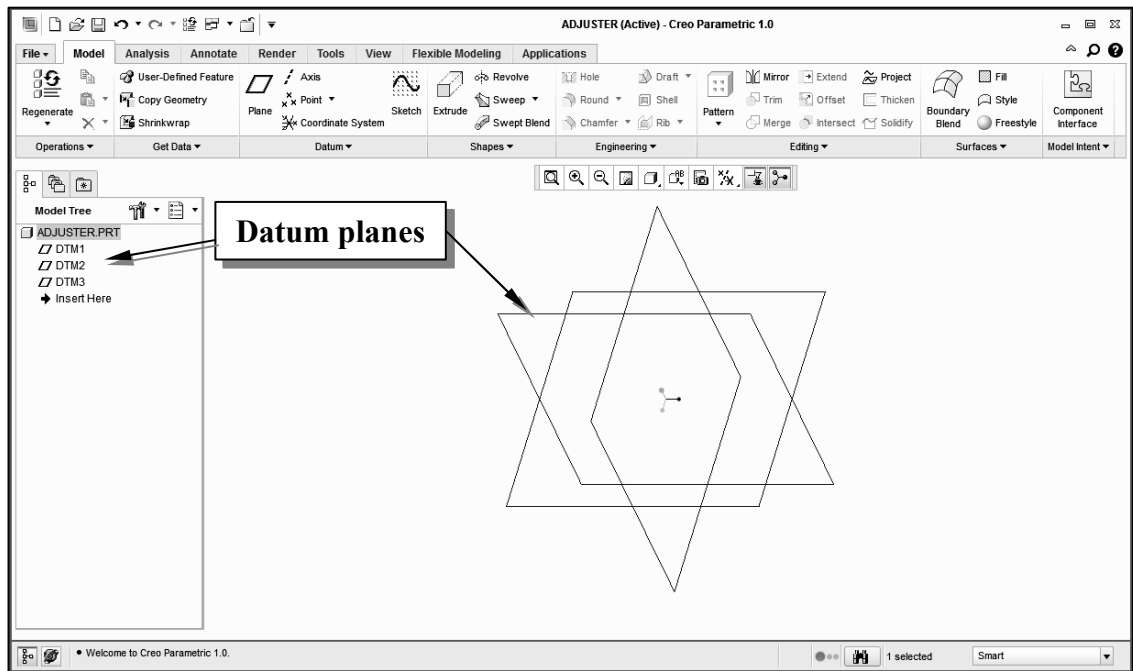 ADJUSTER (Active) - Creo Parametric 1.0
File Model Analysis Annotate Render Tools View Flexible Modeling Applications
Regenerate
User-Defined Feature
Copy Geometry
Shrinkwrap
Plane
Axis
Point
Coordinate System
Sketch
Extrude
Revolve
Sweep
Swept Blend
Hole
Round
Chamfer
Draft
Shell
Rib
Pattern
Mirror
Trim
Merge
Extend
Offset
Intersect
Project
Thicken
Solidify
Boundary
Blend
Fill
Style
Freestyle
Component
Interface
Operations Get Data Datum Shapes Engineering Editing Surfaces Model Intent
Model Tree
ADJUSTER.PRT
DTM1
DTM2
DTM3
Insert Here
Datum planes
• Welcome to Creo Parametric 1.0.
1 selected
Smart